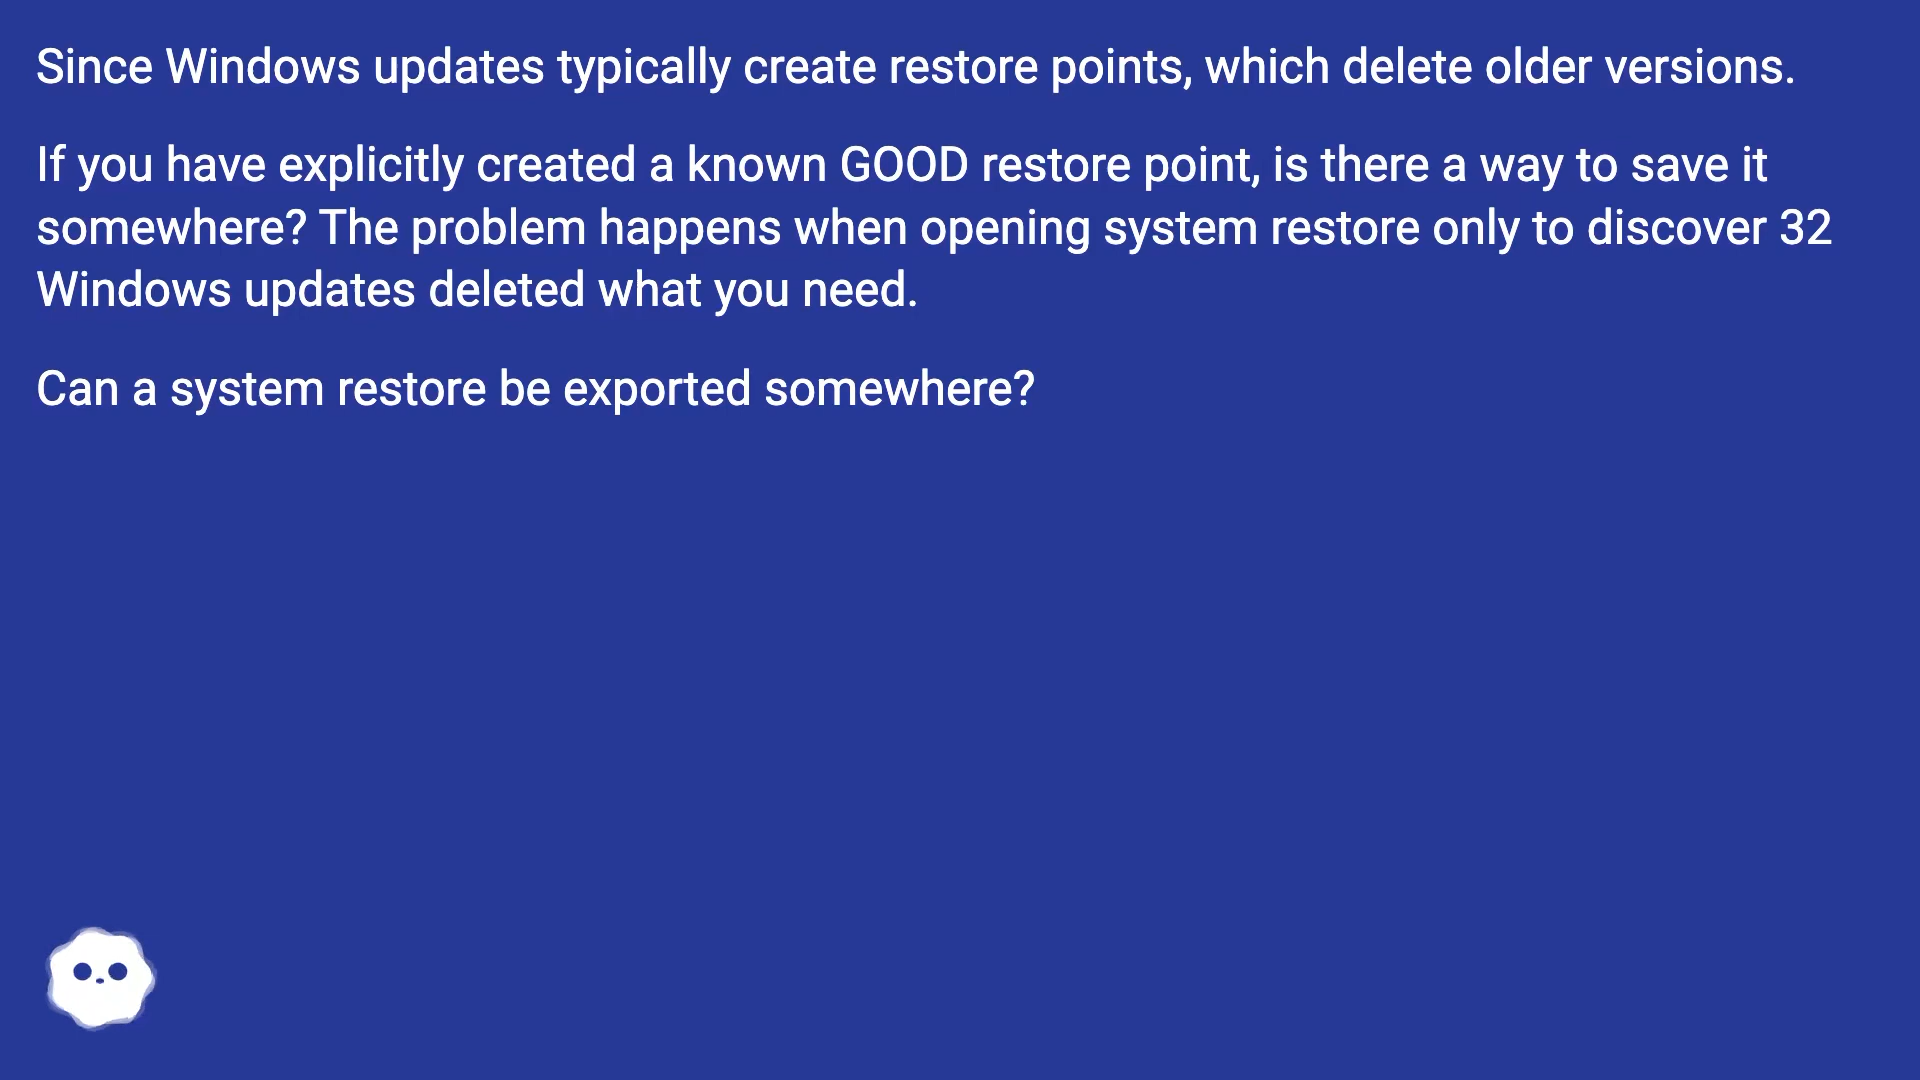 Since Windows updates typically create restore points, which delete older versions.
If you have explicitly created a known GOOD restore point, is there a way to save it
somewhere? The problem happens when opening system restore only to discover 32
Windows updates deleted what you need.
Can a system restore be exported somewhere?